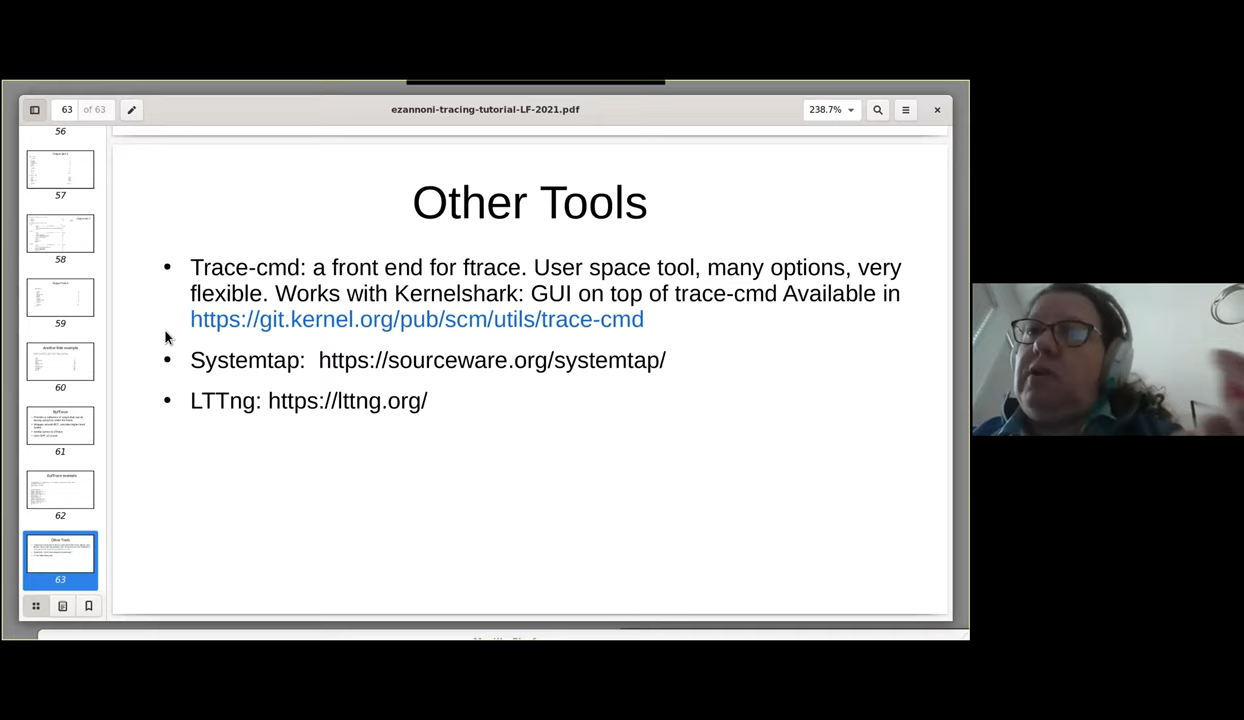 63 of 63
ezannoni-tracing-tutorial-LF-2021.pdf
238.7%
56
57
58
59
60
61
62
63
Other Tools
• Trace-cmd: a front end for ftrace. User space tool, many options, very
flexible. Works with Kernelshark: GUI on top of trace-cmd Available in
https://git.kernel.org/pub/scm/utils/trace-cmd
• Systemtap:  https://sourceware.org/systemtap/
• LTTng: https://lttng.org/